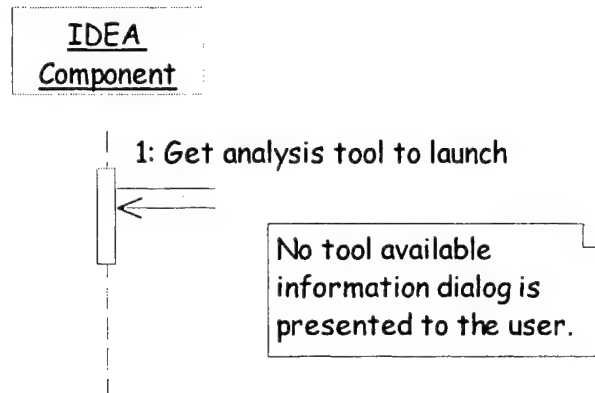 IDEA
Component
1: Get analysis tool to launch
No tool available
information dialog is
presented to the user.